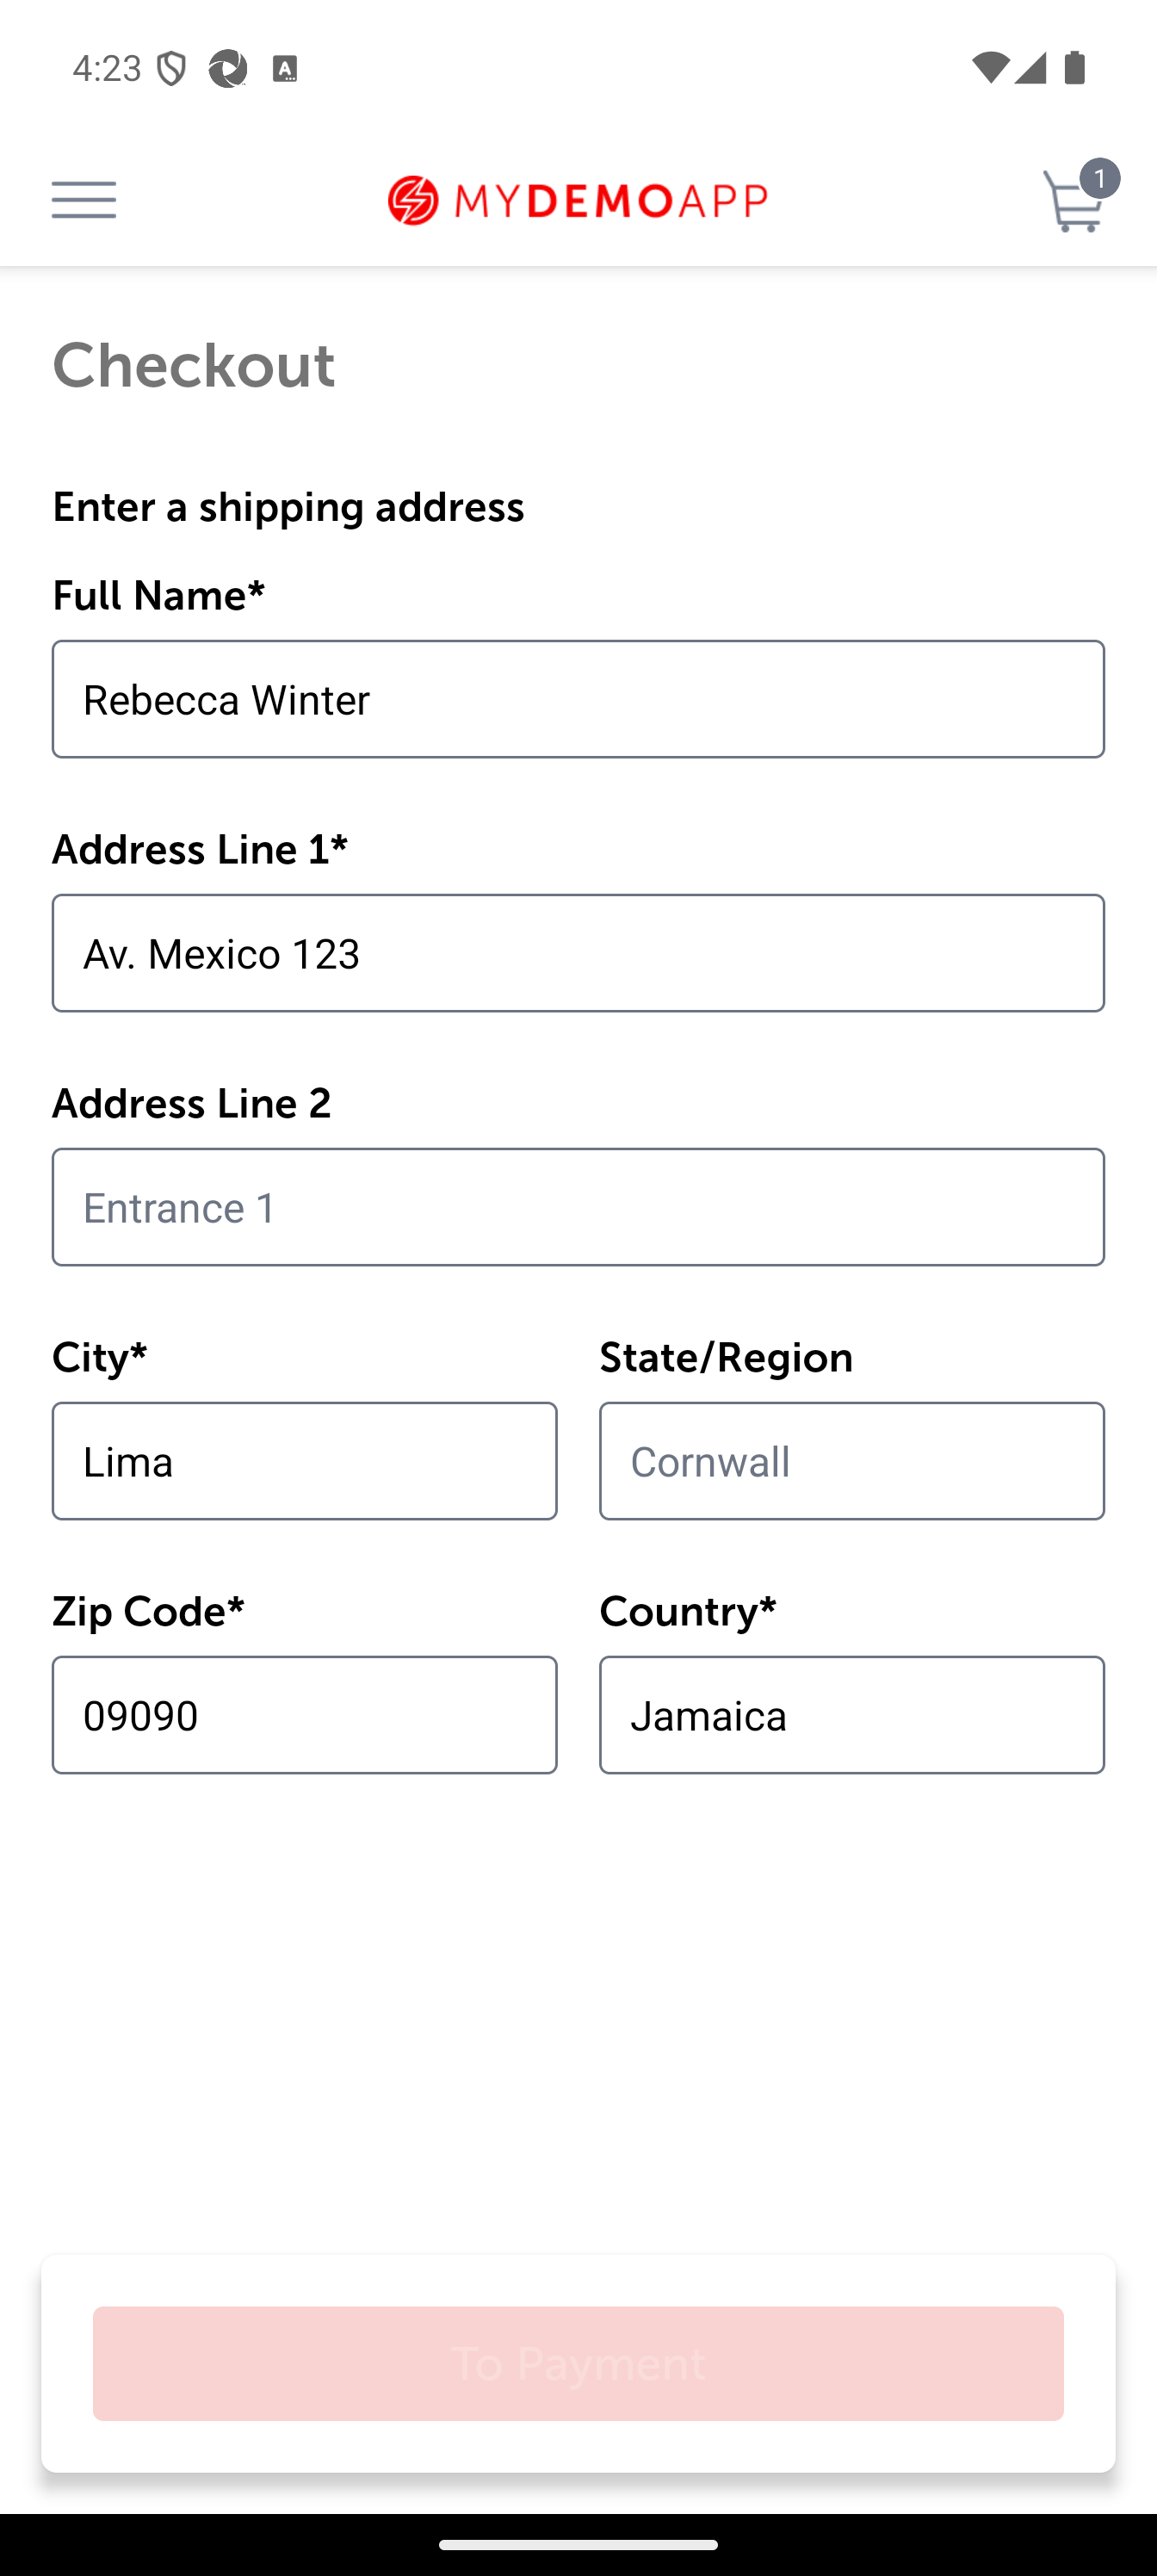 4:23
1
MYDEMOAPP
Checkout
Enter a shipping address
Full Name*
Rebecca Winter
Address Line 1*
Av. Mexico 123
Address Line 2
Entrance 1
City*
State/Region
Lima
Cornwall
Zip Code*
Country*
09090
Jamaica
To Payment